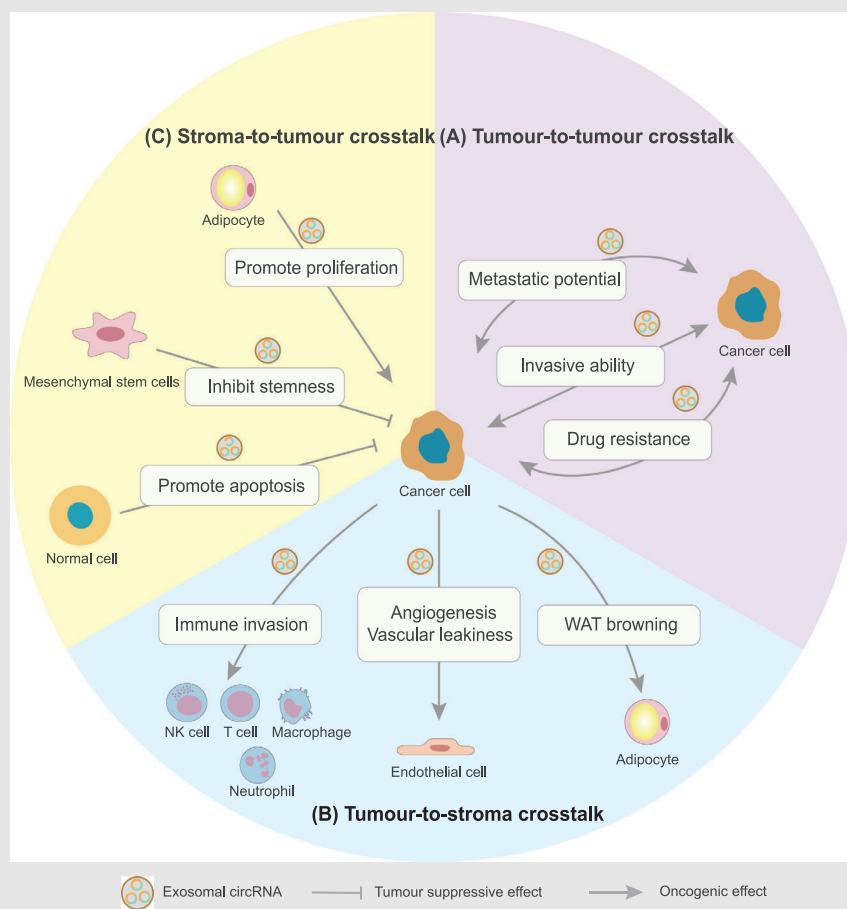 (C) Stroma-to-tumour crosstalk
(A) Tumour-to-tumour crosstalk
Adipocyte
Promote proliferation
Mesenchymal stem cells
Inhibit stemness
Promote apoptosis
Normal cell
Metastatic potential
Cancer cell
Invasive ability
Drug resistance
Cancer cell
Immune invasion
Angiogenesis
Vascular leakiness
WAT browning
NK cell
T cell
Macrophage
Neutrophil
Endothelial cell
Adipocyte
(B) Tumour-to-stroma crosstalk
Exosomal circRNA
Tumour suppressive effect
Oncogenic effect